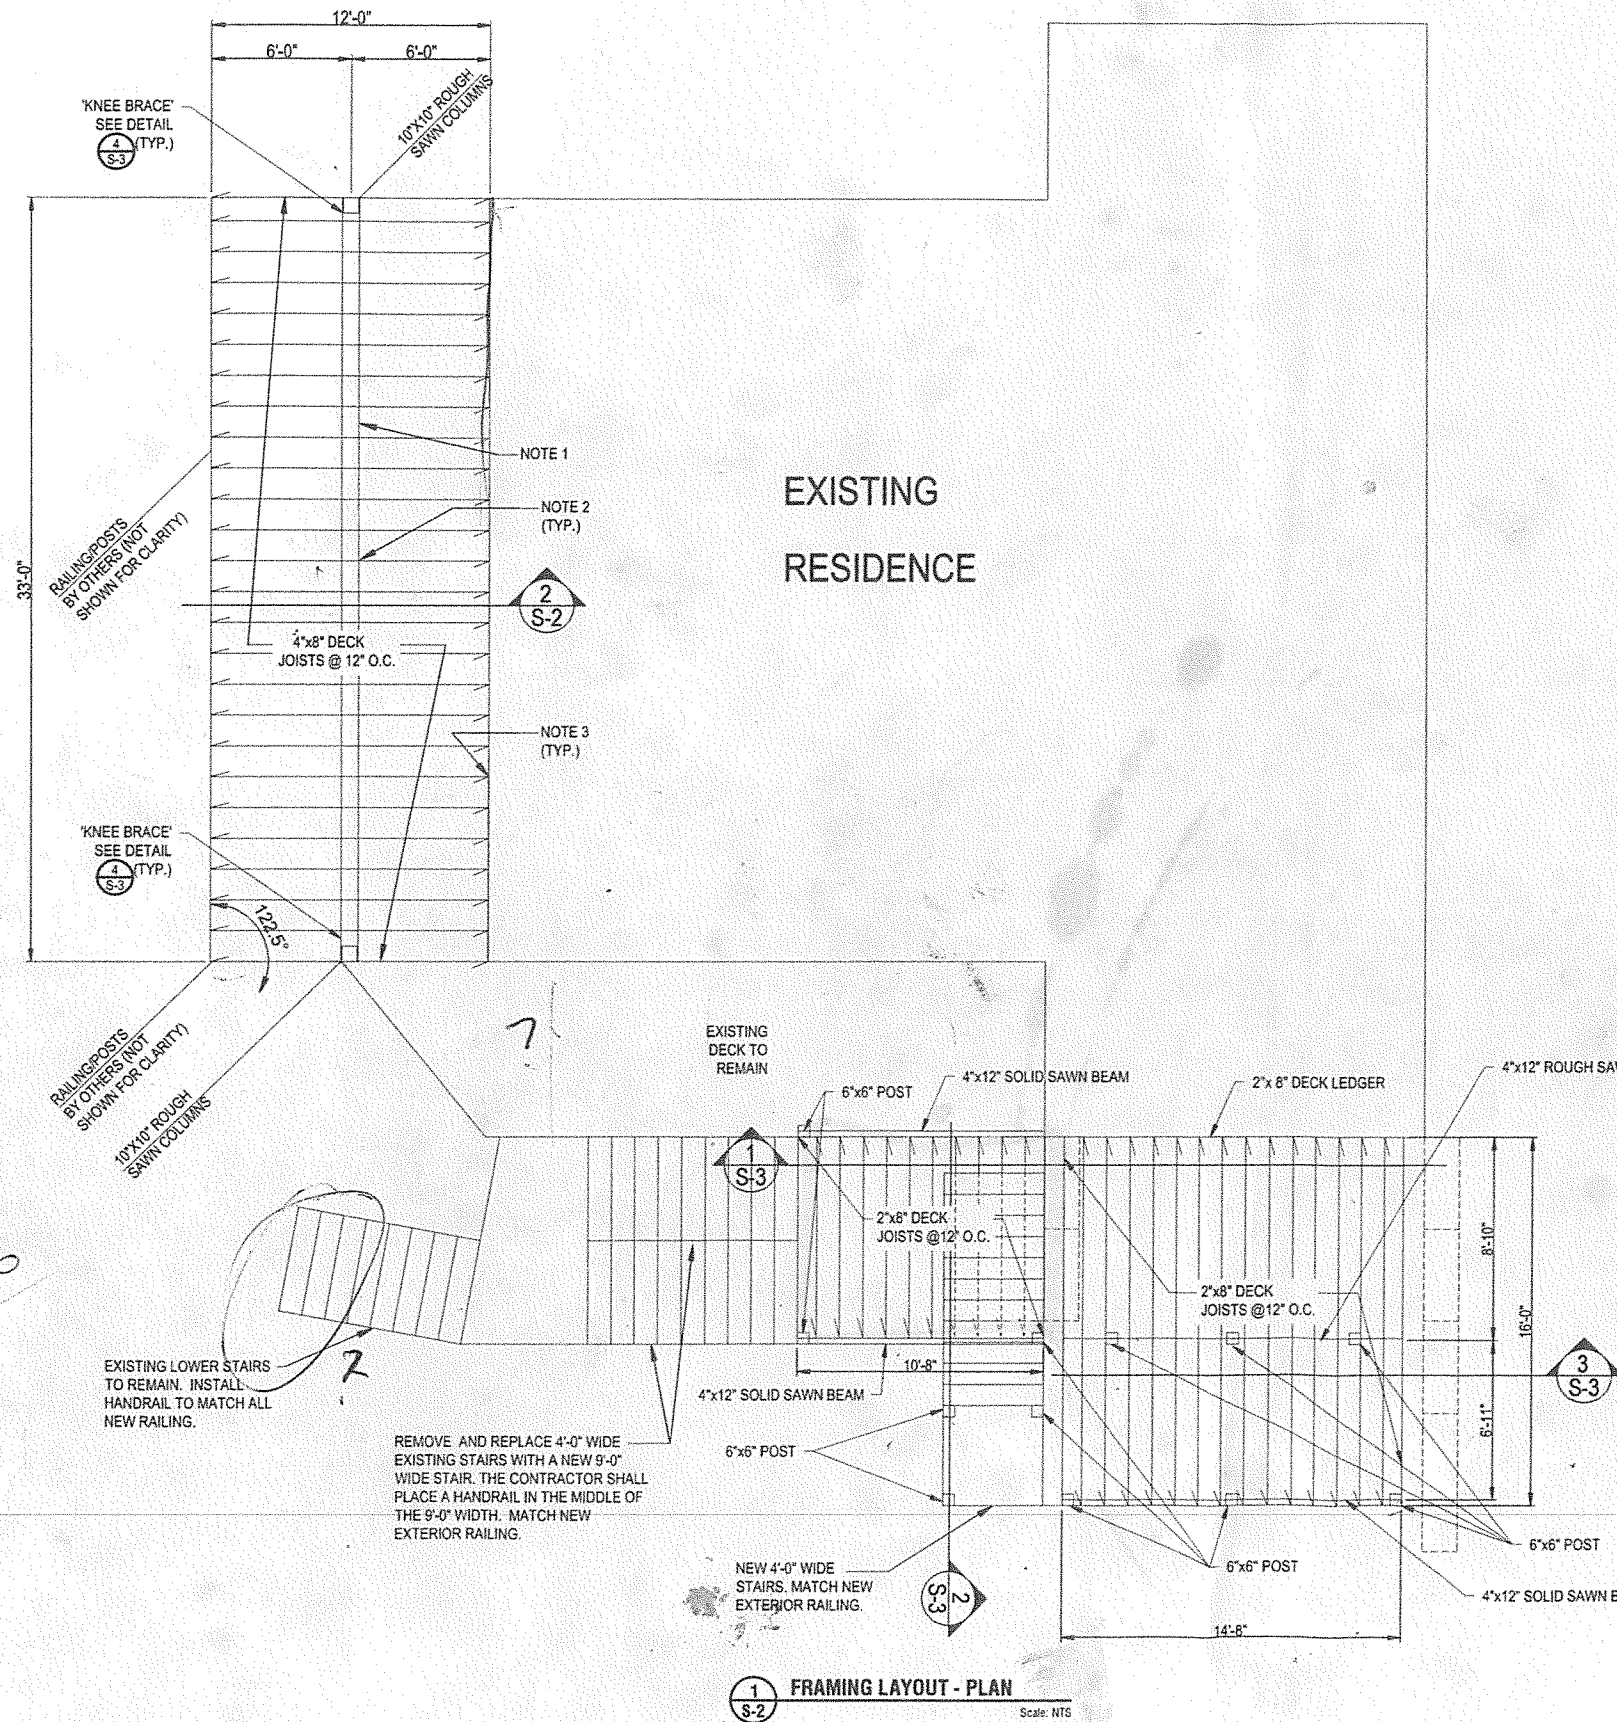 12'-0"
6'-0"
6'-0"
'KNEE BRACE'
SEE DETAIL
4
S-3
(TYP.)
10"X10" ROUGH
SAWN COLUMNS
33'-0"
NOTE 1
NOTE 2
(TYP.)
EXISTING
RESIDENCE
RAILING/POSTS
BY OTHERS (NOT
SHOWN FOR CLARITY)
2
S-2
4"x8" DECK
JOISTS @ 12" O.C.
NOTE 3
(TYP.)
'KNEE BRACE'
SEE DETAIL
4
S-3
(TYP.)
122.5°
RAILING/POSTS
BY OTHERS (NOT
SHOWN FOR CLARITY)
10"X10" ROUGH
SAWN COLUMNS
?
EXISTING
DECK TO
REMAIN
6"x6" POST
4"x12" SOLID SAWN BEAM
2"x 8" DECK LEDGER
4"x12" ROUGH SAW
1
S-3
2"x8" DECK
JOISTS @12" O.C.
2"x8" DECK
JOISTS @12" O.C.
8'-10"
16'-0"
6'-11"
3
S-3
10'-8"
4"x12" SOLID SAWN BEAM
EXISTING LOWER STAIRS
TO REMAIN. INSTALL
HANDRAIL TO MATCH ALL
NEW RAILING.
?
REMOVE AND REPLACE 4'-0" WIDE
EXISTING STAIRS WITH A NEW 9'-0"
WIDE STAIR. THE CONTRACTOR SHALL
PLACE A HANDRAIL IN THE MIDDLE OF
THE 9'-0" WIDTH. MATCH NEW
EXTERIOR RAILING.
6"x6" POST
NEW 4'-0" WIDE
STAIRS. MATCH NEW
EXTERIOR RAILING.
2
S-3
6"x6" POST
6"x6" POST
4"x12" SOLID SAWN B
14'-8"
1
S-2
FRAMING LAYOUT - PLAN
Scale: NTS